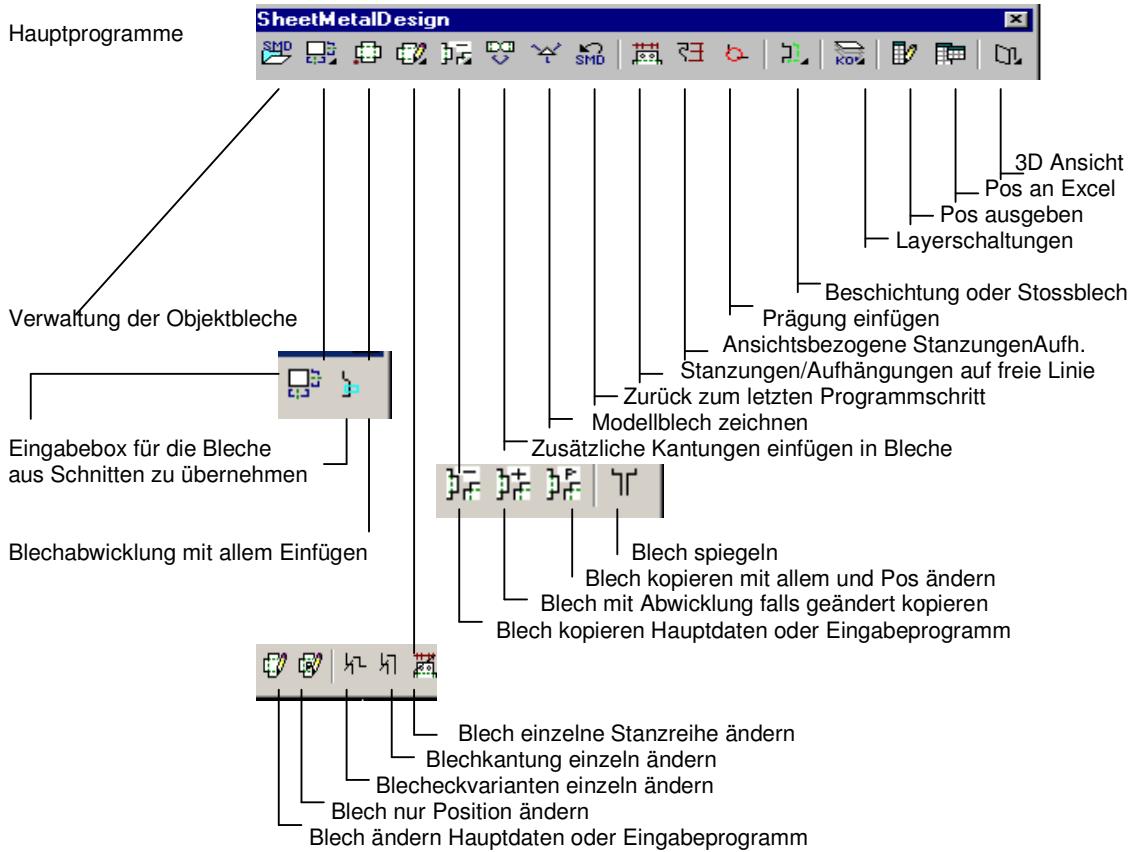 SheetMetalDesign
Hauptprogramme
SMD
SMD
KO
3D Ansicht
Pos an Excel
Pos ausgeben
Layerschaltungen
Beschichtung oder Stossblech
Verwaltung der Objektbleche
Prägung einfügen
Ansichtsbezogene StanzungenAufh.
Stanzungen/Aufhängungen auf freie Linie
Zurück zum letzten Programmschritt
Modellblech zeichnen
Eingabebox für die Bleche
aus Schnitten zu übernehmen
Zusätzliche Kantungen einfügen in Bleche
P
Blechabwicklung mit allem Einfügen
Blech spiegeln
Blech kopieren mit allem und Pos ändern
Blech mit Abwicklung falls geändert kopieren
Blech kopieren Hauptdaten oder Eingabeprogramm
P
Blech einzelne Stanzreihe ändern
Blechkantung einzeln ändern
Blecheckvarianten einzeln ändern
Blech nur Position ändern
Blech ändern Hauptdaten oder Eingabeprogramm